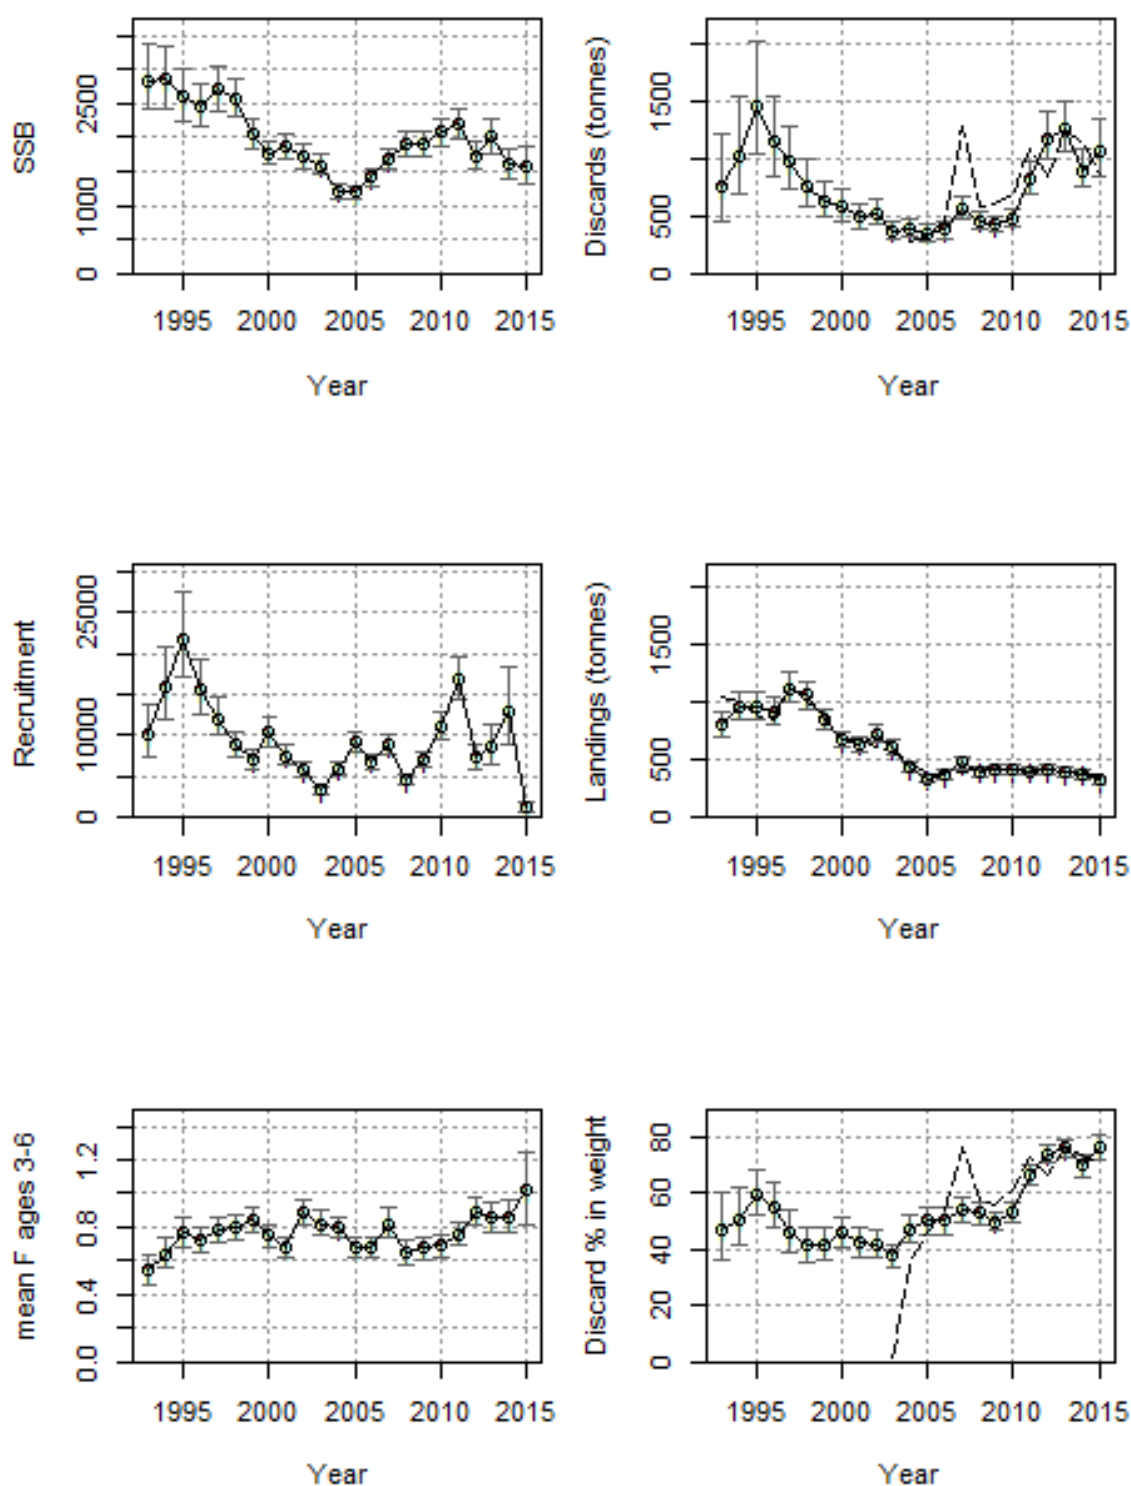 SSB
2500
1000
0
1995 2000 2005 2010 2015
Year
Discards (tonnes)
1500
500
0
1995 2000 2005 2010 2015
Year
Recruitment
25000
10000
0
1995 2000 2005 2010 2015
Year
Landings (tonnes)
1500
500
0
1995 2000 2005 2010 2015
Year
mean F ages 3-6
1.2
0.8
0.4
0.0
1995 2000 2005 2010 2015
Year
Discard % in weight
80
60
40
20
0
1995 2000 2005 2010 2015
Year